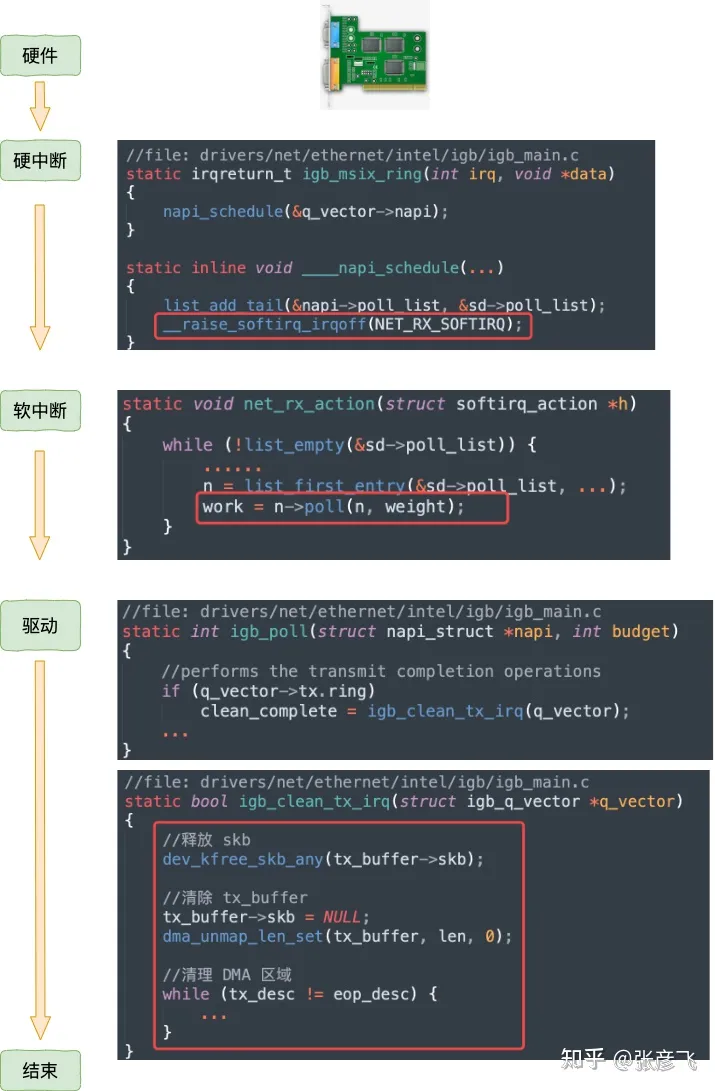 硬件
硬中断
//file: drivers/net/ethernet/intel/igb/igb_main.c
static irqreturn_t igb_msix_ring(int irq, void *data)
{
napi_schedule(&q_vector->napi);
}
static inline void ____napi_schedule(...)
{
list_add_tail(&napi->poll_list, &sd->poll_list);
__raise_softirq_irqoff(NET_RX_SOFTIRQ);
}
软中断
static void net_rx_action(struct softirq_action *h)
{
while (!list_empty(&sd->poll_list)) {
......
n = list_first_entry(&sd->poll_list, ...);
work = n->poll(n, weight);
}
}
驱动
//file: drivers/net/ethernet/intel/igb/igb_main.c
static int igb_poll(struct napi_struct *napi, int budget)
{
//performs the transmit completion operations
if (q_vector->tx.ring)
clean_complete = igb_clean_tx_irq(q_vector);
...
}
//file: drivers/net/ethernet/intel/igb/igb_main.c
static bool igb_clean_tx_irq(struct igb_q_vector *q_vector)
{
//释放 skb
dev_kfree_skb_any(tx_buffer->skb);
//清除 tx_buffer
tx_buffer->skb = NULL;
dma_unmap_len_set(tx_buffer, len, 0);
//清理 DMA 区域
while (tx_desc != eop_desc) {
...
}
}
结束
知乎 @张彦飞